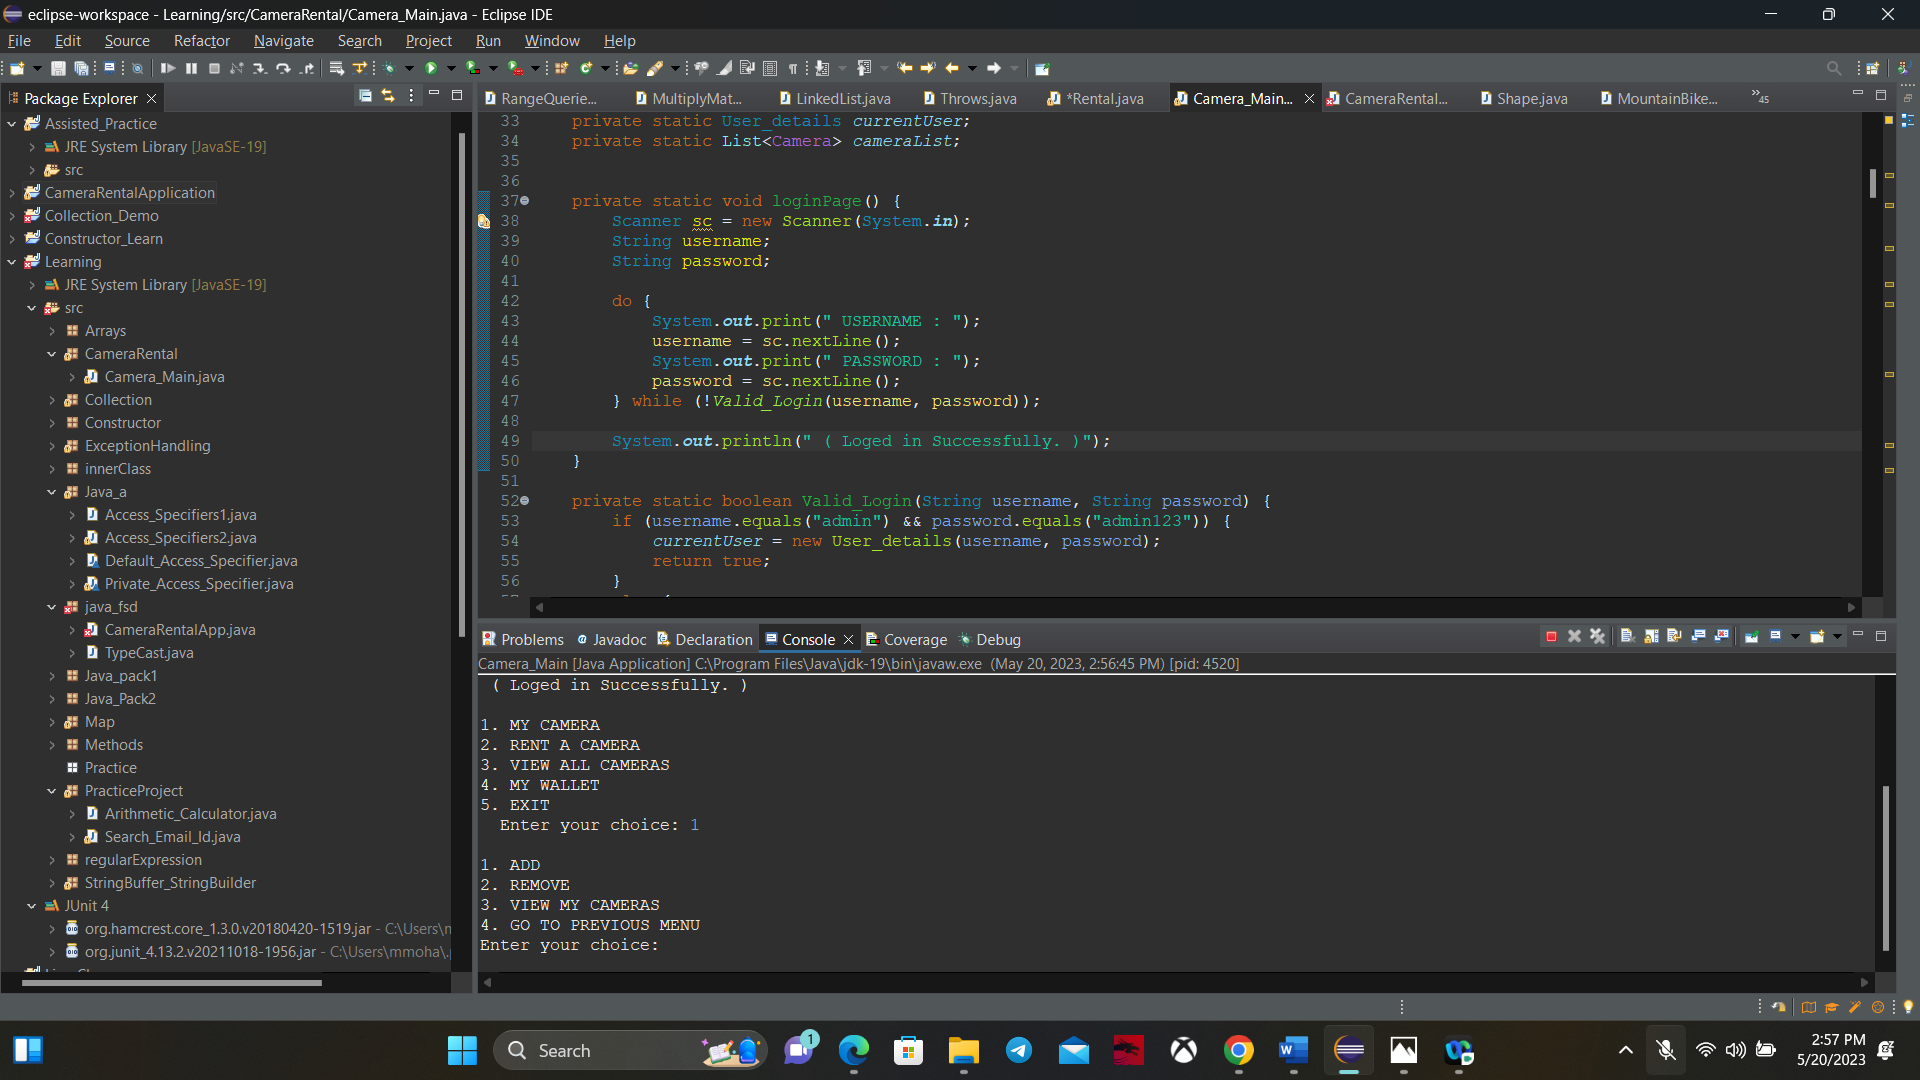 eclipse-workspace - Learning/src/CameraRental/Camera_Main.java - Eclipse IDE
File Edit Source Refactor Navigate Search Project Run Window Help
Package Explorer
RangeQuerie... MultiplyMat... LinkedList.java Throws.java *Rental.java Camera_Main... CameraRental... Shape.java MountainBike... »45
Assisted_Practice
JRE System Library [JavaSE-19]
src
CameraRentalApplication
Collection_Demo
Constructor_Learn
Learning
JRE System Library [JavaSE-19]
src
Arrays
CameraRental
Camera_Main.java
Collection
Constructor
ExceptionHandling
innerClass
Java_a
Access_Specifiers1.java
Access_Specifiers2.java
Default_Access_Specifier.java
Private_Access_Specifier.java
java_fsd
CameraRentalApp.java
TypeCast.java
Java_pack1
Java_Pack2
Map
Methods
Practice
PracticeProject
Arithmetic_Calculator.java
Search_Email_Id.java
regularExpression
StringBuffer_StringBuilder
JUnit 4
org.hamcrest.core_1.3.0.v20180420-1519.jar - C:\Users\
org.junit_4.13.2.v20211018-1956.jar - C:\Users\mmoha\.
33 private static User_details currentUser;
34 private static List<Camera> cameraList;
35
36
37 private static void loginPage() {
38 Scanner sc = new Scanner(System.in);
39 String username;
40 String password;
41
42 do {
43 System.out.print(" USERNAME : ");
44 username = sc.nextLine();
45 System.out.print(" PASSWORD : ");
46 password = sc.nextLine();
47 } while (!Valid_Login(username, password));
48
49 System.out.println(" ( Loged in Successfully. )");
50 }
51
52 private static boolean Valid_Login(String username, String password) {
53 if (username.equals("admin") && password.equals("admin123")) {
54 currentUser = new User_details(username, password);
55 return true;
56 }
Problems Javadoc Declaration Console Coverage Debug
Camera_Main [Java Application] C:\Program Files\Java\jdk-19\bin\javaw.exe (May 20, 2023, 2:56:45 PM) [pid: 4520]
( Loged in Successfully. )
1. MY CAMERA
2. RENT A CAMERA
3. VIEW ALL CAMERAS
4. MY WALLET
5. EXIT
Enter your choice: 1
1. ADD
2. REMOVE
3. VIEW MY CAMERAS
4. GO TO PREVIOUS MENU
Enter your choice:
Search
1
2:57 PM
5/20/2023